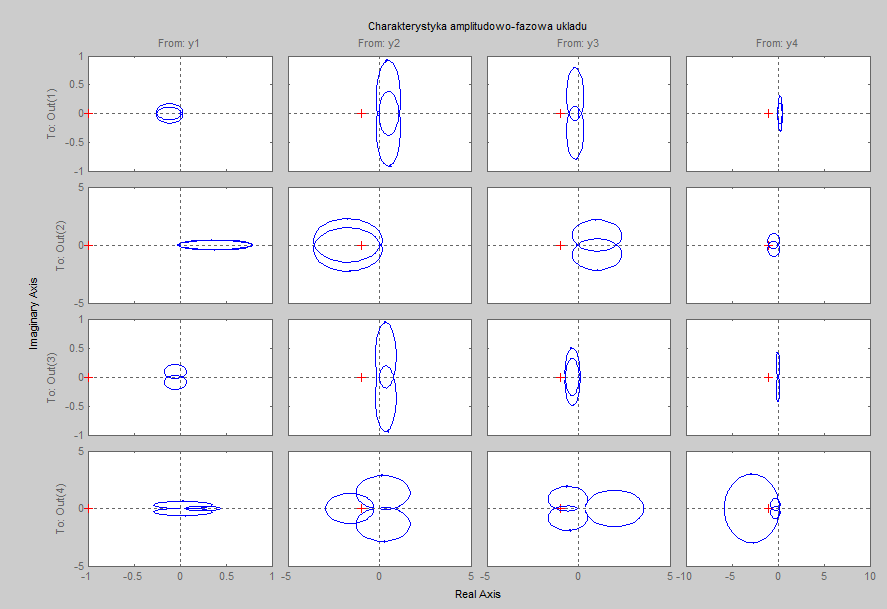 Charakterystyka amplitudowo-fazowa ukladu
From: y1 From: y2 From: y3 From: y4
To: Out(1)
1
0.5
0
-0.5
-1
To: Out(2)
5
0
-5
Imaginary Axis
To: Out(3)
1
0.5
0
-0.5
-1
To: Out(4)
5
0
-5
-1 -0.5 0 0.5 1 -5 0 5 -5 0 5 -10 -5 0 5 10
Real Axis